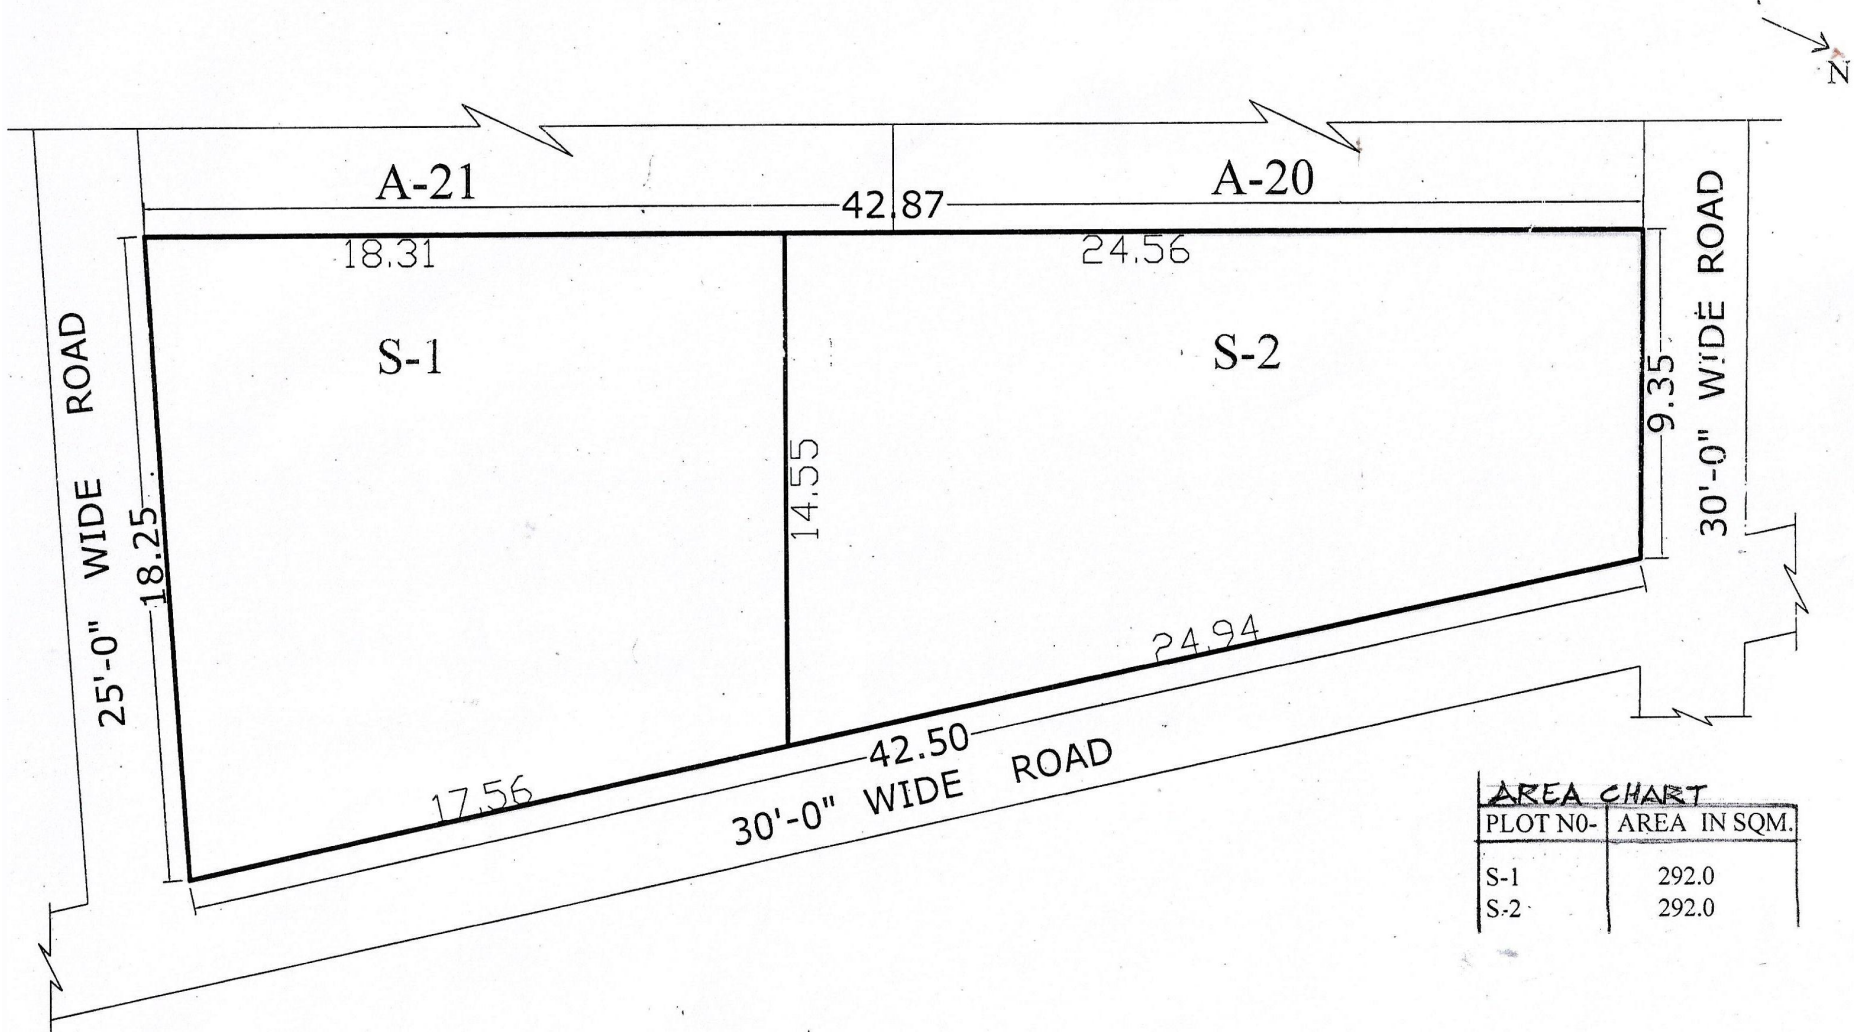 N
A-21
A-20
42.87
18.31
24.56
S-1
S-2
25'-0" WIDE ROAD
18.25
14.55
9.35
30'-0" WIDE ROAD
24.94
17.56
42.50
30'-0" WIDE ROAD
AREA CHART
PLOT N0- AREA IN SQM.
S-1 292.0
S-2 292.0